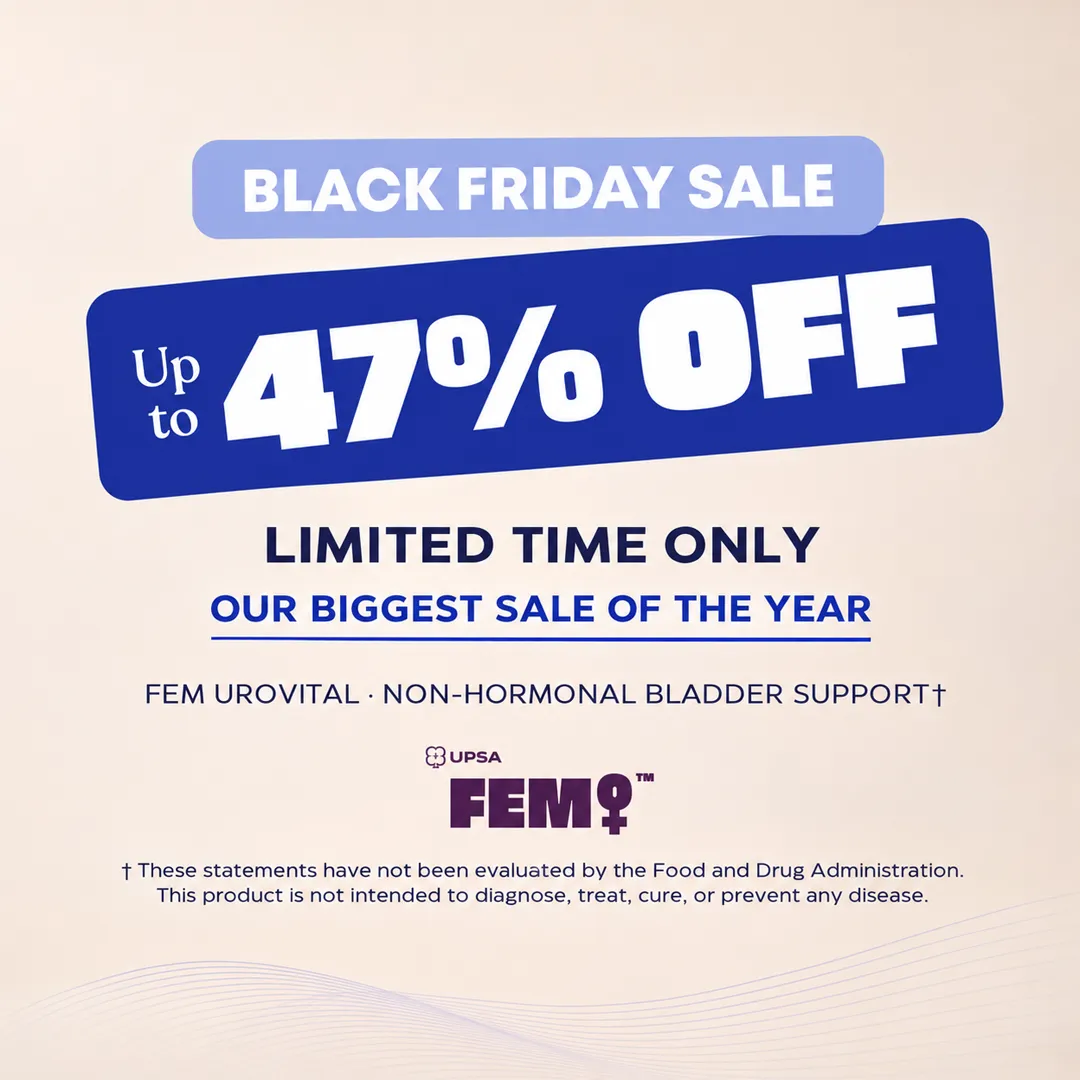 BLACK FRIDAY SALE
Up
to
47% OFF
LIMITED TIME ONLY
OUR BIGGEST SALE OF THE YEAR
FEM UROVITAL · NON-HORMONAL BLADDER SUPPORT†
UPSA
FEM™
† These statements have not been evaluated by the Food and Drug Administration.
This product is not intended to diagnose, treat, cure, or prevent any disease.